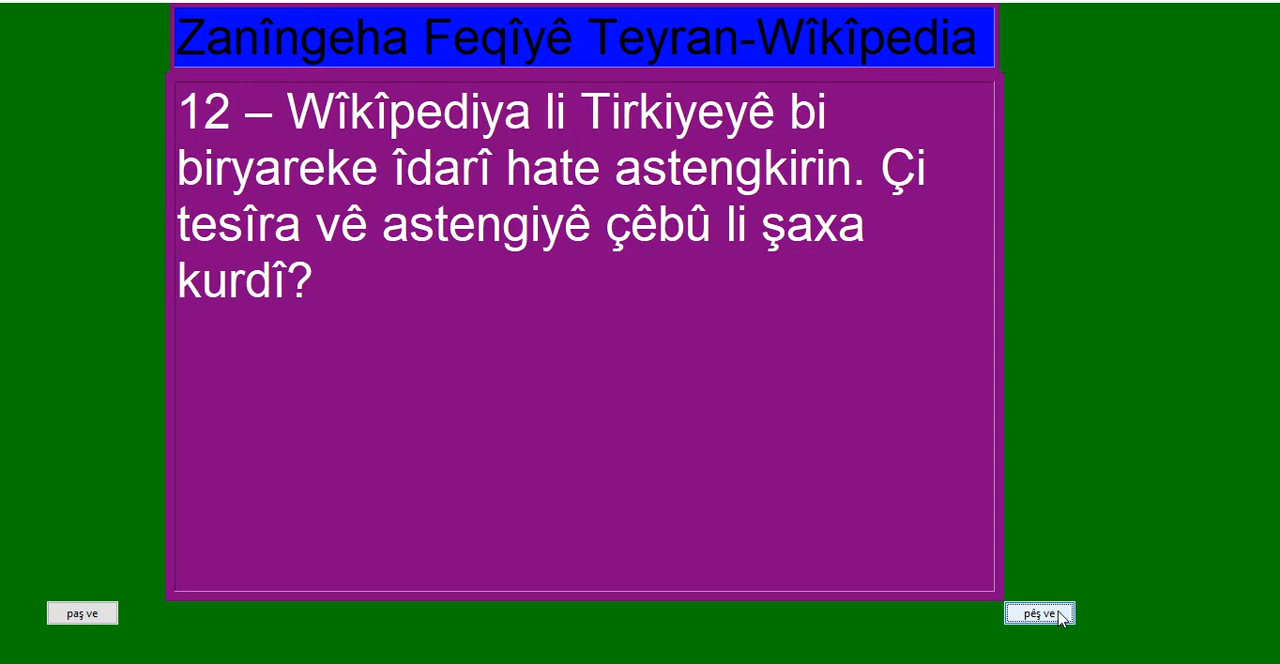 Zanîngeha Feqîyê Teyran-Wîkîpedia
12 – Wîkîpediya li Tirkiyeyê bi
biryareke îdarî hate astengkirin. Çi
tesîra vê astengiyê çêbû li şaxa
kurdî?
paş ve
pêş ve